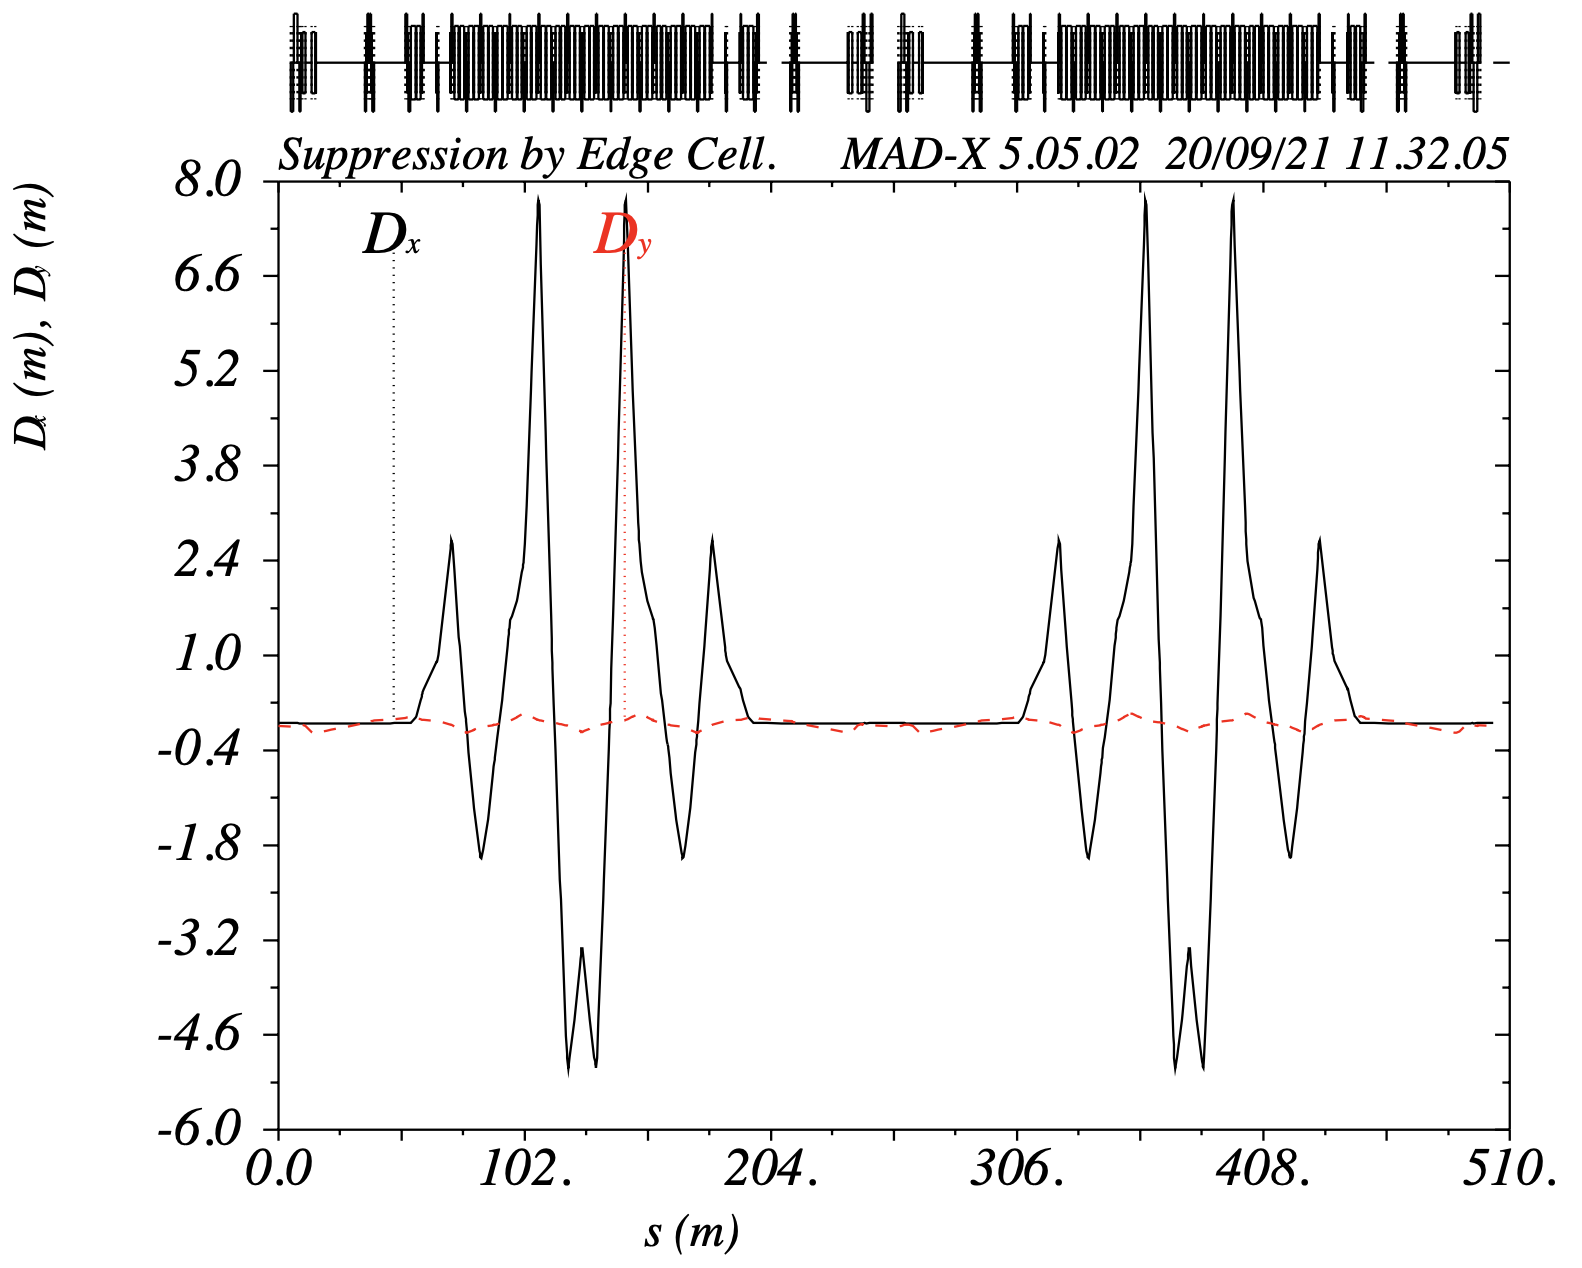 Suppression by Edge Cell. MAD-X 5.05.02 20/09/21 11.32.05
Dx (m), Dy (m)
8.0
6.6
5.2
3.8
2.4
1.0
-0.4
-1.8
-3.2
-4.6
-6.0
Dx
Dy
0.0 102. 204. 306. 408. 510.
s (m)